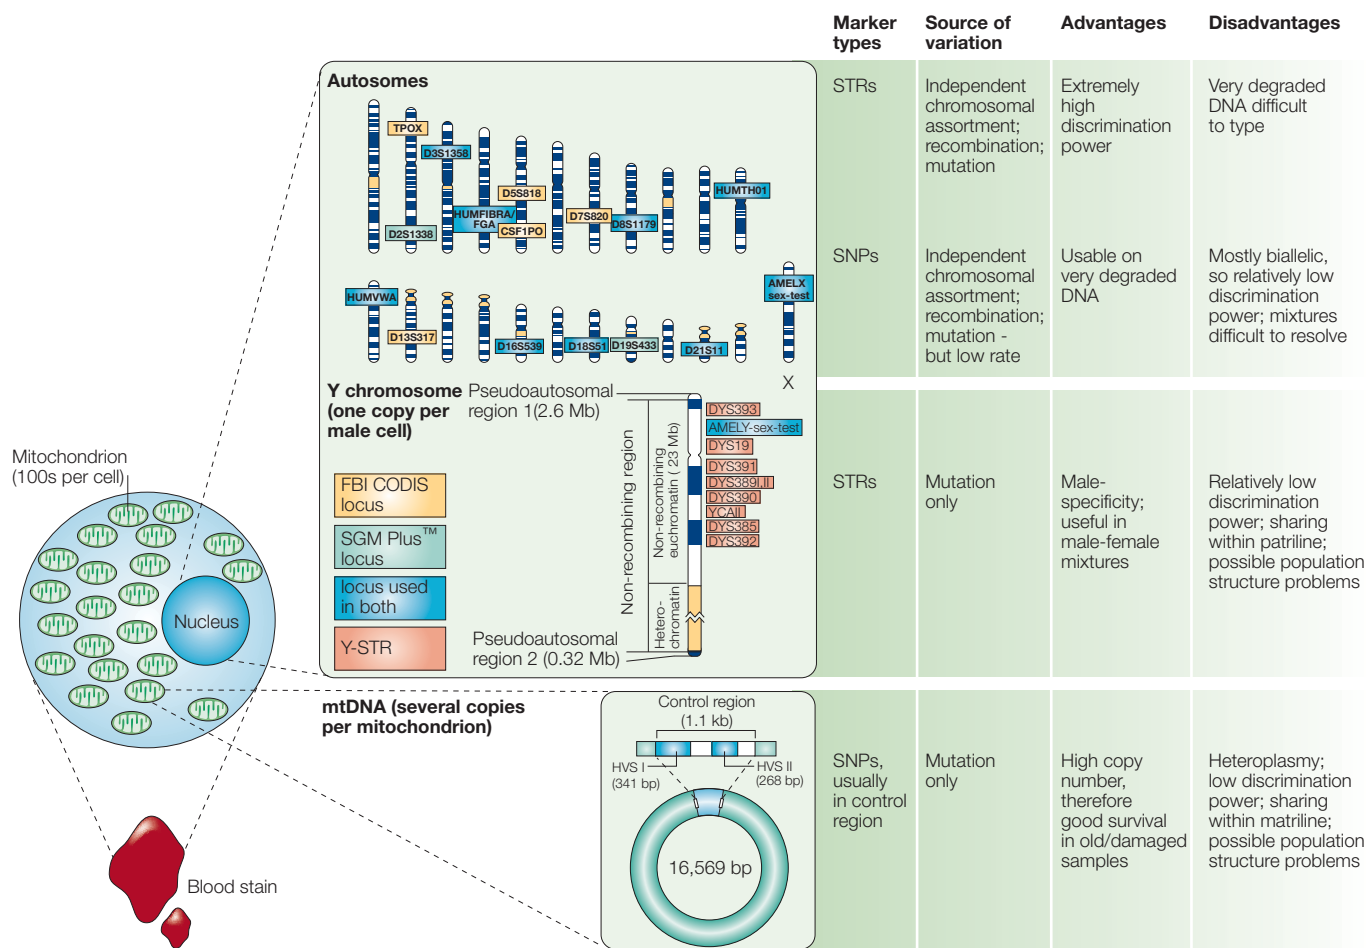 Marker types
Source of variation
Advantages
Disadvantages
Autosomes
TPOX
D3S1358
D5S818
HUMTH01
HUMFIBRA/
FGA
D7S820
D8S1179
D2S1338
CSF1PO
STRs
Independent
chromosomal
assortment;
recombination;
mutation
Extremely
high
discrimination
power
Very degraded
DNA difficult
to type
HUMVWA
AMELX
sex-test
D13S317
D16S539
D18S51
D19S433
D21S11
X
SNPs
Independent
chromosomal
assortment;
recombination;
mutation -
but low rate
Usable on
very degraded
DNA
Mostly biallelic,
so relatively low
discrimination
power; mixtures
difficult to resolve
Y chromosome
(one copy per
male cell)
Pseudoautosomal
region 1(2.6 Mb)
Non-recombining region
Non-recombining
euchromatin ( 23 Mb)
Hetero-
chromatin
DYS393
AMELY-sex-test
DYS19
DYS391
DYS389I,II
DYS390
YCAII
DYS385
DYS392
FBI CODIS
locus
SGM Plus™
locus
locus used
in both
Y-STR
Pseudoautosomal
region 2 (0.32 Mb)
STRs
Mutation
only
Male-
specificity;
useful in
male-female
mixtures
Relatively low
discrimination
power; sharing
within patriline;
possible population
structure problems
Mitochondrion
(100s per cell)
Nucleus
Blood stain
mtDNA (several copies
per mitochondrion)
Control region
(1.1 kb)
HVS I
(341 bp)
HVS II
(268 bp)
16,569 bp
SNPs,
usually
in control
region
Mutation
only
High copy
number,
therefore
good survival
in old/damaged
samples
Heteroplasmy;
low discrimination
power; sharing
within matriline;
possible population
structure problems